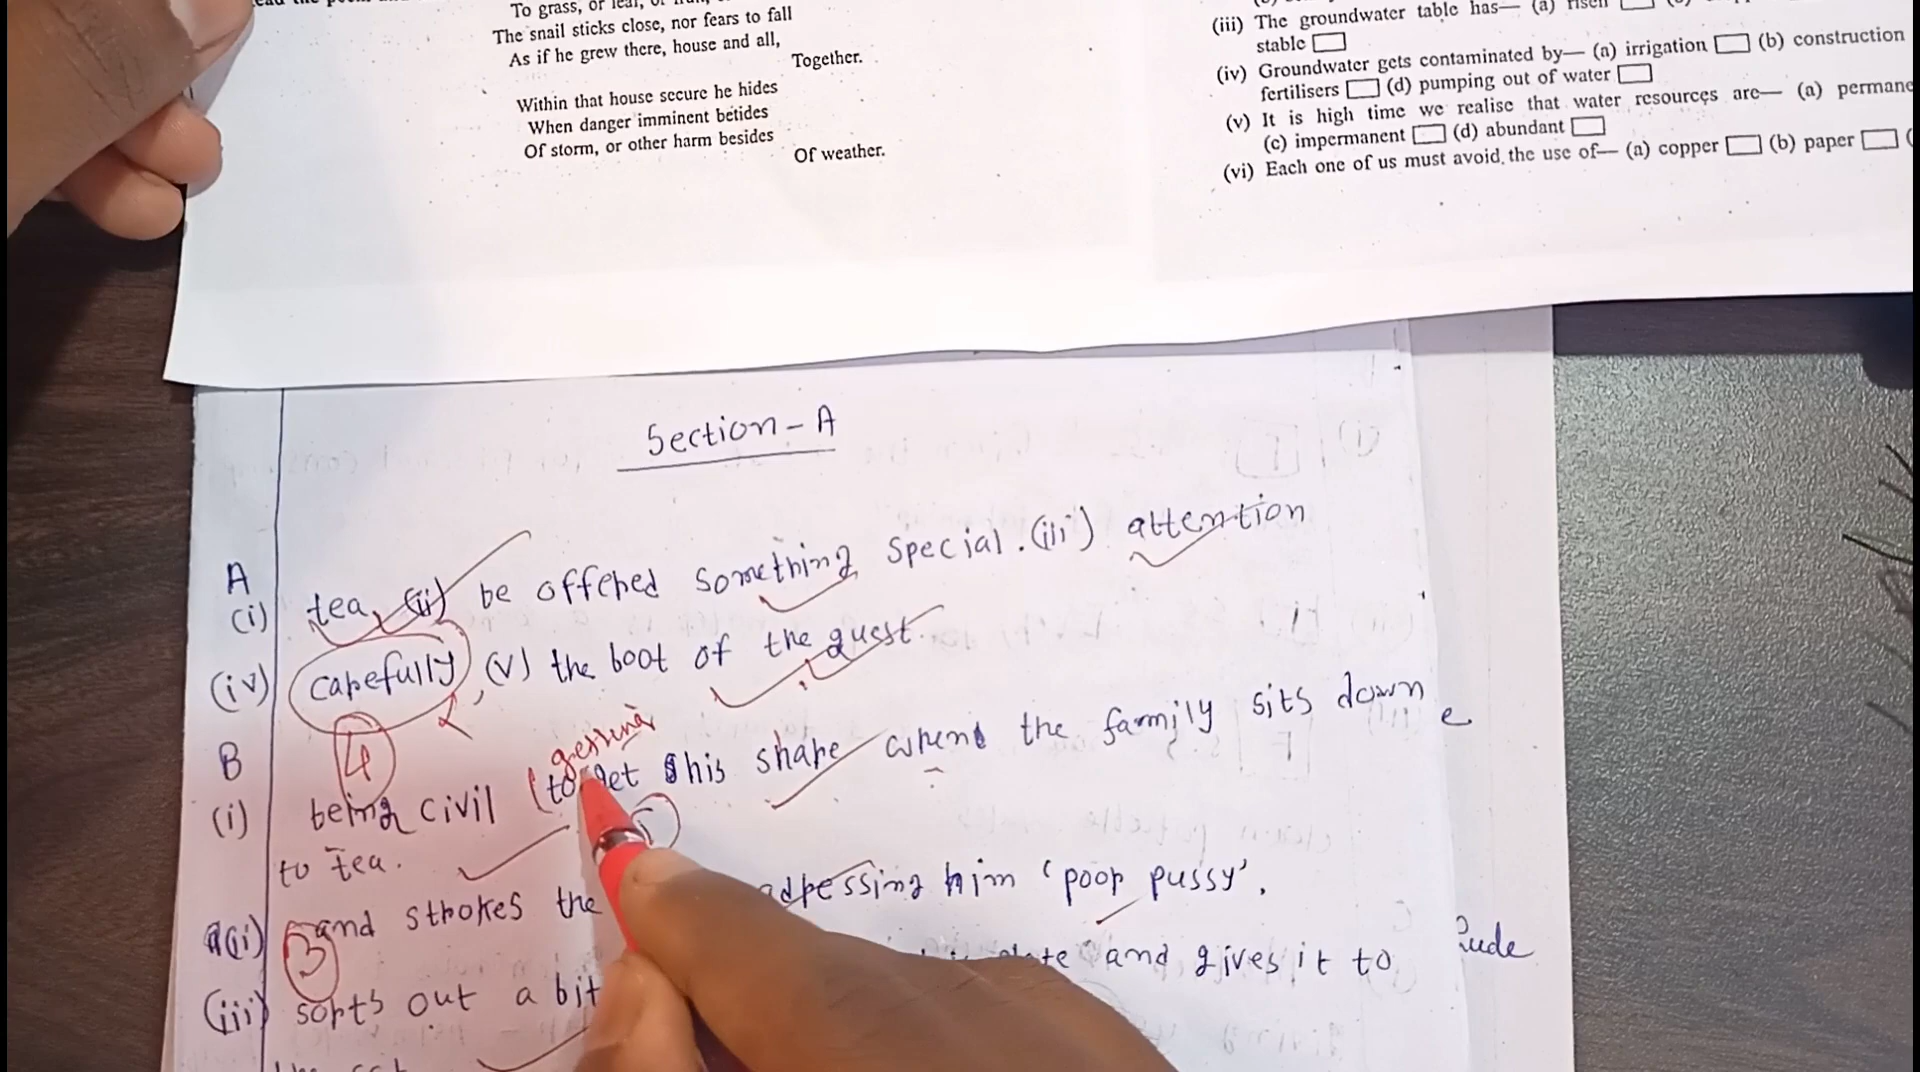 To grass, or leaf, or
The snail sticks close, nor fears to fall
As if he grew there, house and all,
Together.
Within that house secure he hides
When danger imminent betides
Of storm, or other harm besides
Of weather.
(iii) The groundwater table has— (a) risen
stable
(iv) Groundwater gets contaminated by— (a) irrigation (b) construction
fertilisers (d) pumping out of water
(v) It is high time we realise that water resources are— (a)
(c) impermanent (d) abundant
(vi) Each one of us must avoid the use of— (a) copper (b) paper
Section - A
A
(i) tea, (ii) be offered something special. (iii) attention
(iv) carefully, (v) the boot of the guest.
B 4
(i) being civil (to get his share when the family sits down
to tea.
(ii) and strokes the him 'poor pussy'.
3
(iii) sorts out a bit and gives it to